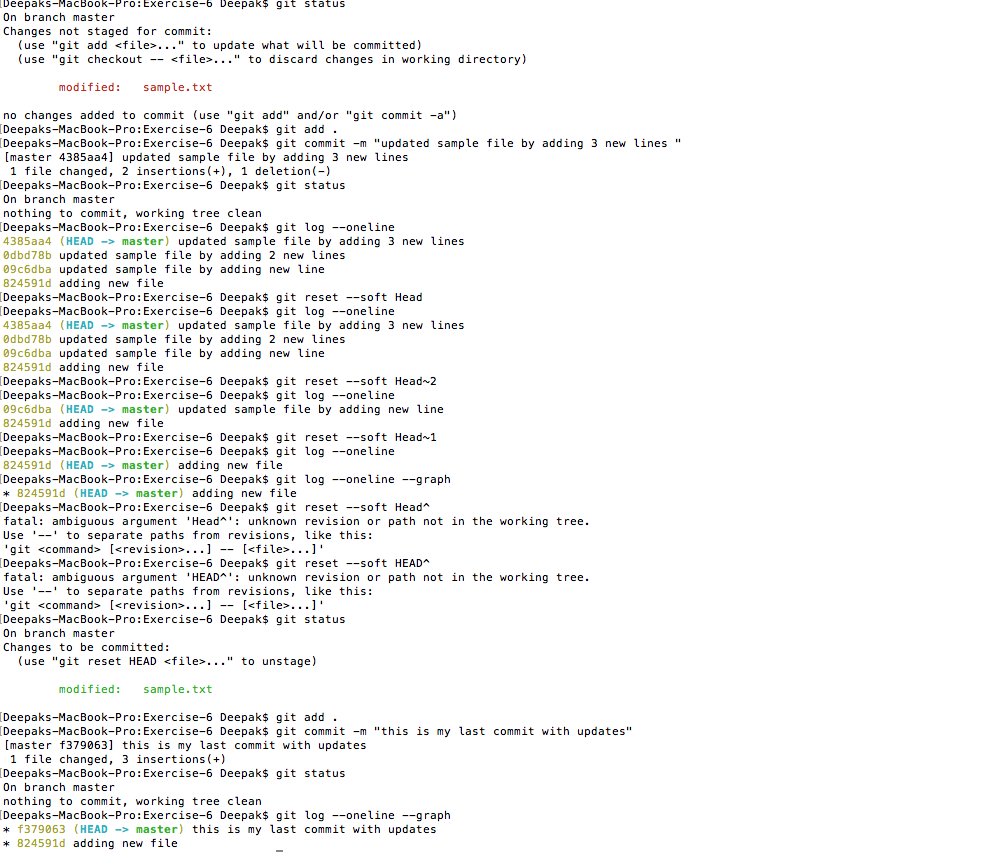 [Deepaks-MacBook-Pro:Exercise-6 Deepak$ git status
On branch master
Changes not staged for commit:
  (use "git add <file>..." to update what will be committed)
  (use "git checkout -- <file>..." to discard changes in working directory)

        modified:   sample.txt

no changes added to commit (use "git add" and/or "git commit -a")
[Deepaks-MacBook-Pro:Exercise-6 Deepak$ git add .
[Deepaks-MacBook-Pro:Exercise-6 Deepak$ git commit -m "updated sample file by adding 3 new lines "
[master 4385aa4] updated sample file by adding 3 new lines
 1 file changed, 2 insertions(+), 1 deletion(-)
[Deepaks-MacBook-Pro:Exercise-6 Deepak$ git status
On branch master
nothing to commit, working tree clean
[Deepaks-MacBook-Pro:Exercise-6 Deepak$ git log --oneline
4385aa4 (HEAD -> master) updated sample file by adding 3 new lines
0dbd78b updated sample file by adding 2 new lines
09c6dba updated sample file by adding new line
824591d adding new file
[Deepaks-MacBook-Pro:Exercise-6 Deepak$ git reset --soft Head
[Deepaks-MacBook-Pro:Exercise-6 Deepak$ git log --oneline
4385aa4 (HEAD -> master) updated sample file by adding 3 new lines
0dbd78b updated sample file by adding 2 new lines
09c6dba updated sample file by adding new line
824591d adding new file
[Deepaks-MacBook-Pro:Exercise-6 Deepak$ git reset --soft Head~2
[Deepaks-MacBook-Pro:Exercise-6 Deepak$ git log --oneline
09c6dba (HEAD -> master) updated sample file by adding new line
824591d adding new file
[Deepaks-MacBook-Pro:Exercise-6 Deepak$ git reset --soft Head~1
[Deepaks-MacBook-Pro:Exercise-6 Deepak$ git log --oneline
824591d (HEAD -> master) adding new file
[Deepaks-MacBook-Pro:Exercise-6 Deepak$ git log --oneline --graph
* 824591d (HEAD -> master) adding new file
[Deepaks-MacBook-Pro:Exercise-6 Deepak$ git reset --soft Head^
fatal: ambiguous argument 'Head^': unknown revision or path not in the working tree.
Use '--' to separate paths from revisions, like this:
'git <command> [<revision>...] -- [<file>...]'
[Deepaks-MacBook-Pro:Exercise-6 Deepak$ git reset --soft HEAD^
fatal: ambiguous argument 'HEAD^': unknown revision or path not in the working tree.
Use '--' to separate paths from revisions, like this:
'git <command> [<revision>...] -- [<file>...]'
[Deepaks-MacBook-Pro:Exercise-6 Deepak$ git status
On branch master
Changes to be committed:
  (use "git reset HEAD <file>..." to unstage)

        modified:   sample.txt

[Deepaks-MacBook-Pro:Exercise-6 Deepak$ git add .
[Deepaks-MacBook-Pro:Exercise-6 Deepak$ git commit -m "this is my last commit with updates"
[master f379063] this is my last commit with updates
 1 file changed, 3 insertions(+)
[Deepaks-MacBook-Pro:Exercise-6 Deepak$ git status
On branch master
nothing to commit, working tree clean
[Deepaks-MacBook-Pro:Exercise-6 Deepak$ git log --oneline --graph
* f379063 (HEAD -> master) this is my last commit with updates
* 824591d adding new file